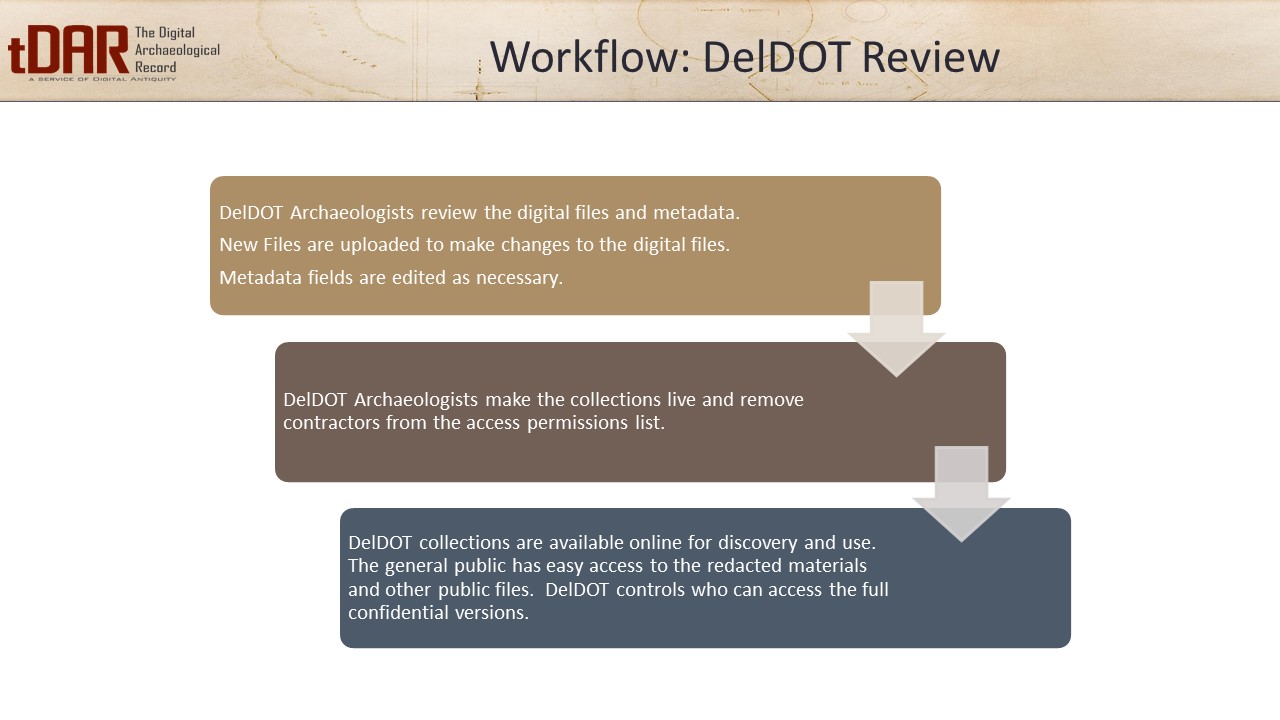 tDAR
The Digital
Archaeological
Record
A SERVICE OF DIGITAL ANTIQUITY
Workflow: DelDOT Review
DelDOT Archaeologists review the digital files and metadata.
New Files are uploaded to make changes to the digital files.
Metadata fields are edited as necessary.
DelDOT Archaeologists make the collections live and remove
contractors from the access permissions list.
DelDOT collections are available online for discovery and use.
The general public has easy access to the redacted materials
and other public files.  DelDOT controls who can access the full
confidential versions.